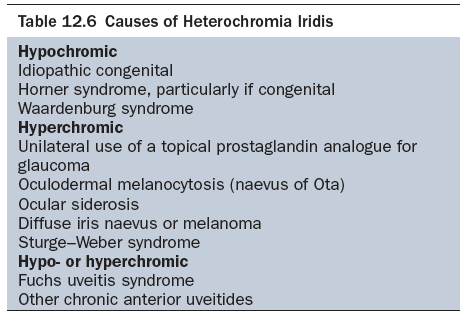 Table 12.6 Causes of Heterochromia Iridis
Hypochromic
Idiopathic congenital
Horner syndrome, particularly if congenital
Waardenburg syndrome
Hyperchromic
Unilateral use of a topical prostaglandin analogue for
glaucoma
Oculodermal melanocytosis (naevus of Ota)
Ocular siderosis
Diffuse iris naevus or melanoma
Sturge–Weber syndrome
Hypo- or hyperchromic
Fuchs uveitis syndrome
Other chronic anterior uveitides